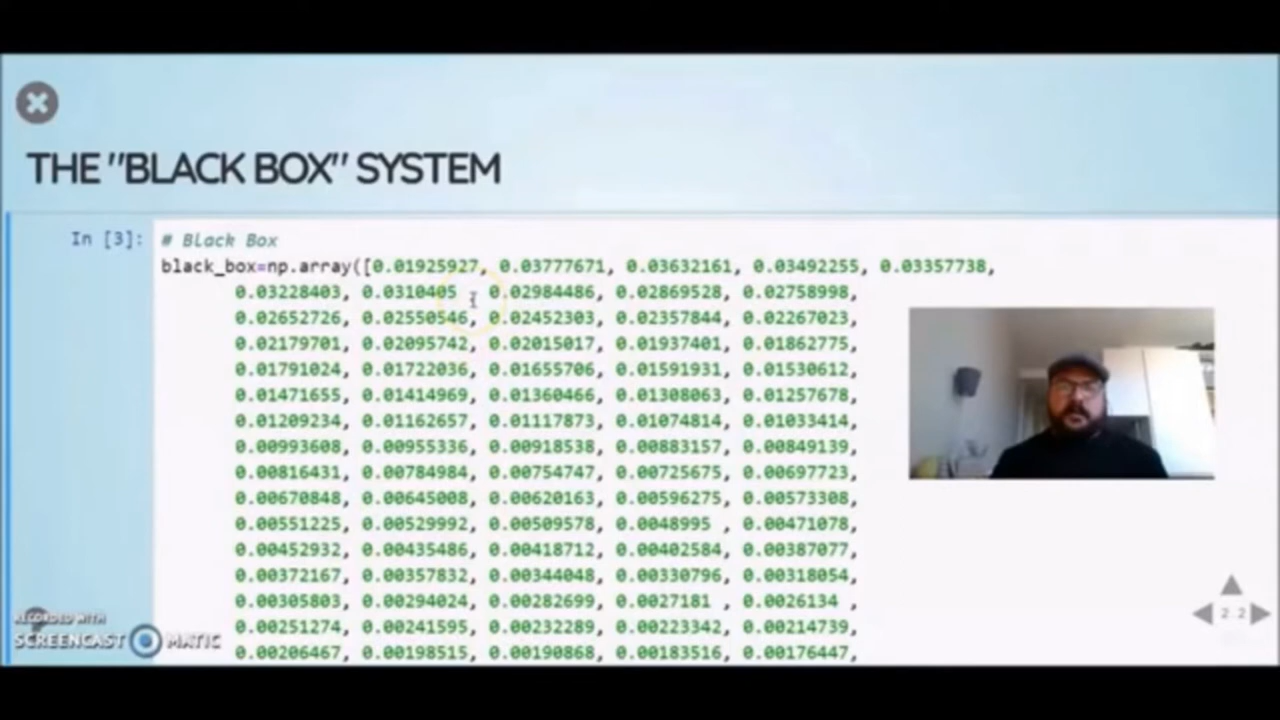 THE "BLACK BOX" SYSTEM
In [3]:
# Black Box
black_box=np.array([0.01925927, 0.03777671, 0.03632161, 0.03492255, 0.03357738,
0.03228403, 0.0310405 , 0.02984486, 0.02869528, 0.02758998,
0.02652726, 0.02550546, 0.02452303, 0.02357844, 0.02267023,
0.02179701, 0.02095742, 0.02015017, 0.01937401, 0.01862775,
0.01791024, 0.01722036, 0.01655706, 0.01591931, 0.01530612,
0.01471655, 0.01414969, 0.01360466, 0.01308063, 0.01257678,
0.01209234, 0.01162657, 0.01117873, 0.01074814, 0.01033414,
0.00993608, 0.00955336, 0.00918538, 0.00883157, 0.00849139,
0.00816431, 0.00784984, 0.00754747, 0.00725675, 0.00697723,
0.00670848, 0.00645008, 0.00620163, 0.00596275, 0.00573308,
0.00551225, 0.00529992, 0.00509578, 0.0048995 , 0.00471078,
0.00452932, 0.00435486, 0.00418712, 0.00402584, 0.00387077,
0.00372167, 0.00357832, 0.00344048, 0.00330796, 0.00318054,
0.00305803, 0.00294024, 0.00282699, 0.0027181 , 0.0026134 ,
0.00251274, 0.00241595, 0.00232289, 0.00223342, 0.00214739,
0.00206467, 0.00198515, 0.00190868, 0.00183516, 0.00176447,
2.2
RECORDED WITH
SCREENCAST MATIC